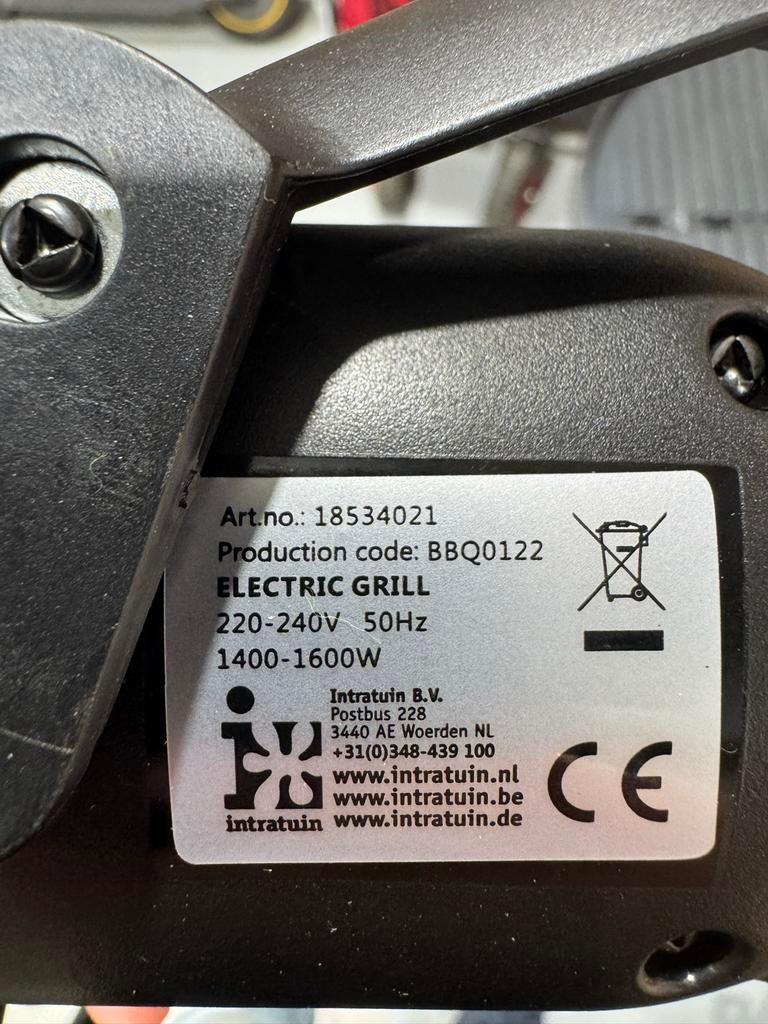 Art.no.: 18534021
Production code: BBQ0122
ELECTRIC GRILL
220-240V 50Hz
1400-1600W
Intratuin B.V.
Postbus 228
3440 AE Woerden NL
+31(0)348-439 100
www.intratuin.nl
www.intratuin.be
www.intratuin.de
intratuin
CE